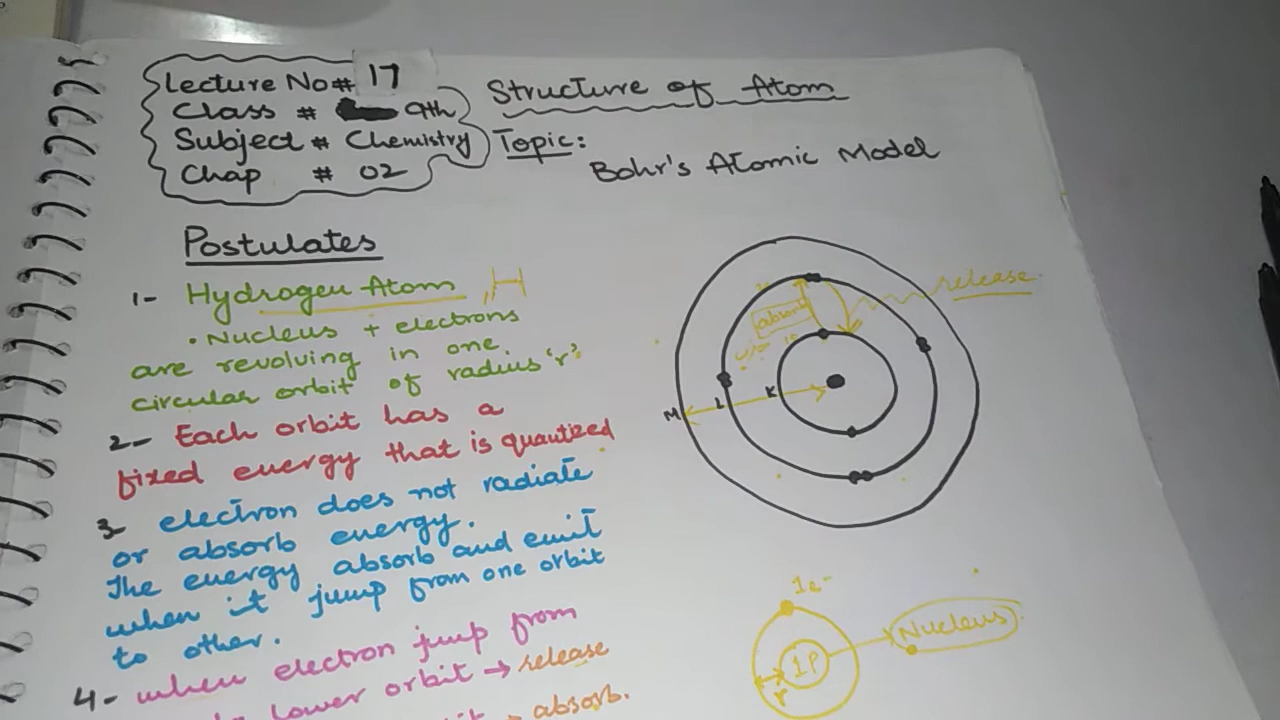 Lecture No# 17
Class # 9th
Subject # Chemistry
Chap # 02
Structure of Atom
Topic:
Bohr's Atomic Model
Postulates
1- Hydrogen Atom, H
• Nucleus + electrons
are revolving in one
circular orbit of radius 'r'.
2- Each orbit has a
fixed energy that is quantized
3- electron does not radiate
or absorb energy.
The energy absorb and emit
when it jump from one orbit
to other.
4- when electron jump from
lower orbit → release
absorb.
release
absorb
جذب
M L K
1e-
1P
r
Nucleus